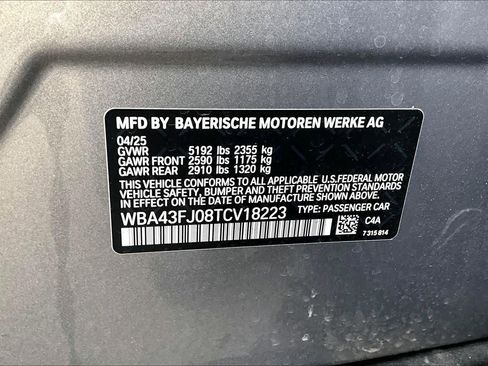 MFD BY BAYERISCHE MOTOREN WERKE AG
04/25
GVWR 5192 lbs 2355 kg
GAWR FRONT 2590 lbs 1175 kg
GAWR REAR 2910 lbs 1320 kg
THIS VEHICLE CONFORMS TO ALL APPLICABLE U.S.FEDERAL MOTOR
VEHICLE SAFETY, BUMPER, AND THEFT PREVENTION STANDARDS
IN EFFECT ON THE DATE OF MANUFACTURE SHOWN ABOVE.
WBA43FJ08TCV18223 TYPE: PASSENGER CAR
C4A
7 315 814